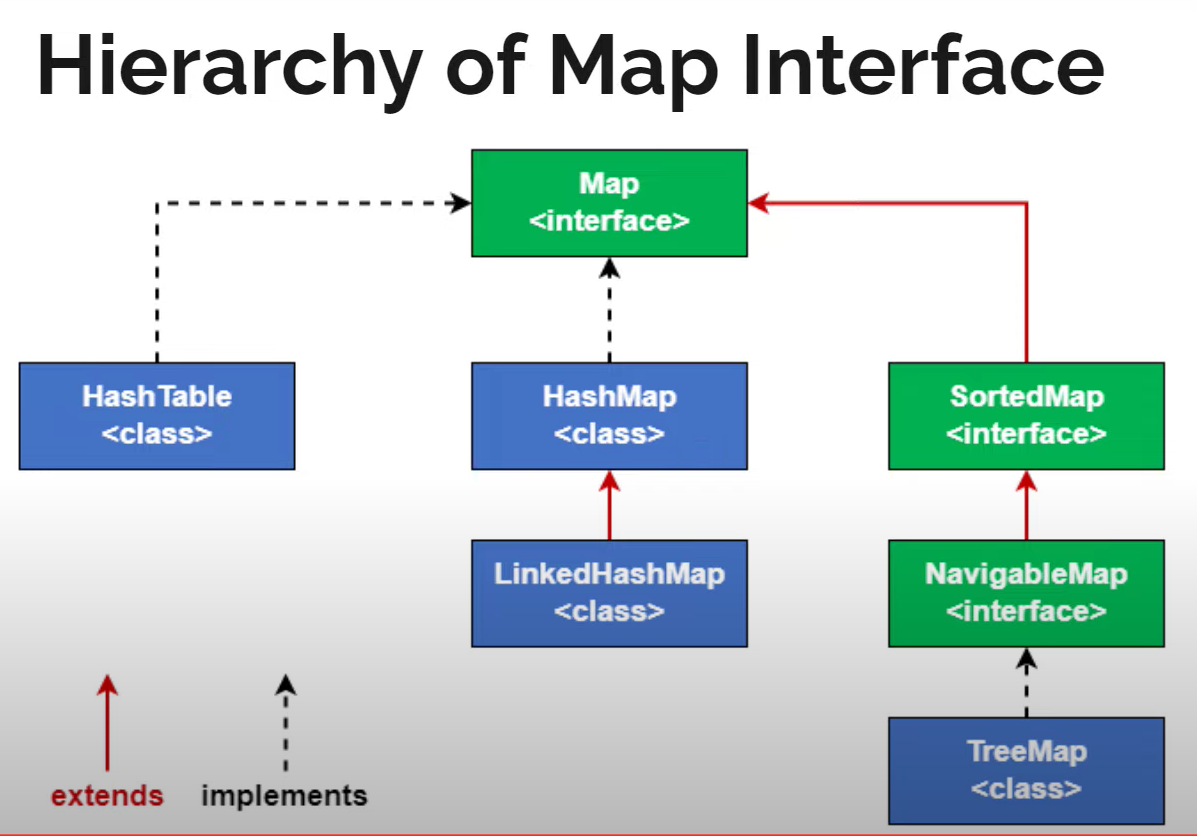 Hierarchy of Map Interface
Map
<interface>
HashTable
<class>
HashMap
<class>
SortedMap
<interface>
LinkedHashMap
<class>
NavigableMap
<interface>
TreeMap
<class>
extends
implements